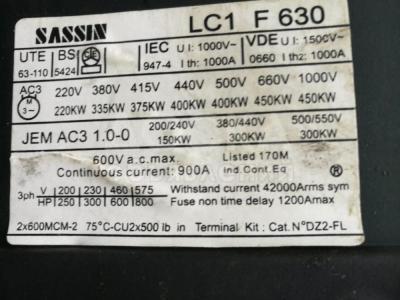 SASSIN LC1 F 630
UTE BS IEC U I: 1000V~ VDE U I: 1500V~
63-110 5424 947-4 I th: 1000A 0660 I th: 1000A
AC3 220V 380V 415V 440V 500V 660V 1000V
M 3~ 220KW 335KW 375KW 400KW 400KW 450KW 450KW
JEM AC3 1.0-0 200/240V 380/440V 500/550V
150KW 300KW 300KW
600V a.c.max. Listed 170M
Continuous current: 900A Ind.Cont.Eq
3ph V 200 230 460 575 Withstand current 42000Arms sym
HP 250 300 600 800 Fuse non time delay 1200Amax
2x600MCM-2 75°C-CU2x500 lb in Terminal Kit : Cat.N°DZ2-FL